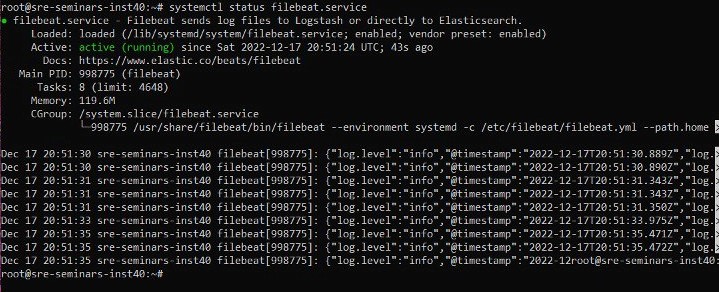 root@sre-seminars-inst40:~# systemctl status filebeat.service
● filebeat.service - Filebeat sends log files to Logstash or directly to Elasticsearch.
Loaded: loaded (/lib/systemd/system/filebeat.service; enabled; vendor preset: enabled)
Active: active (running) since Sat 2022-12-17 20:51:24 UTC; 43s ago
Docs: https://www.elastic.co/beats/filebeat
Main PID: 998775 (filebeat)
Tasks: 8 (limit: 4648)
Memory: 119.6M
CGroup: /system.slice/filebeat.service
└─998775 /usr/share/filebeat/bin/filebeat --environment systemd -c /etc/filebeat/filebeat.yml --path.home >
Dec 17 20:51:30 sre-seminars-inst40 filebeat[998775]: {"log.level":"info","@timestamp":"2022-12-17T20:51:30.889Z","log.>
Dec 17 20:51:30 sre-seminars-inst40 filebeat[998775]: {"log.level":"info","@timestamp":"2022-12-17T20:51:30.890Z","log.>
Dec 17 20:51:31 sre-seminars-inst40 filebeat[998775]: {"log.level":"info","@timestamp":"2022-12-17T20:51:31.343Z","log.>
Dec 17 20:51:31 sre-seminars-inst40 filebeat[998775]: {"log.level":"info","@timestamp":"2022-12-17T20:51:31.343Z","log.>
Dec 17 20:51:31 sre-seminars-inst40 filebeat[998775]: {"log.level":"info","@timestamp":"2022-12-17T20:51:31.350Z","log.>
Dec 17 20:51:33 sre-seminars-inst40 filebeat[998775]: {"log.level":"info","@timestamp":"2022-12-17T20:51:33.975Z","log.>
Dec 17 20:51:35 sre-seminars-inst40 filebeat[998775]: {"log.level":"info","@timestamp":"2022-12-17T20:51:35.471Z","log.>
Dec 17 20:51:35 sre-seminars-inst40 filebeat[998775]: {"log.level":"info","@timestamp":"2022-12-17T20:51:35.472Z","log.>
Dec 17 20:51:35 sre-seminars-inst40 filebeat[998775]: {"log.level":"info","@timestamp":"2022-12root@sre-seminars-inst40:
root@sre-seminars-inst40:~#